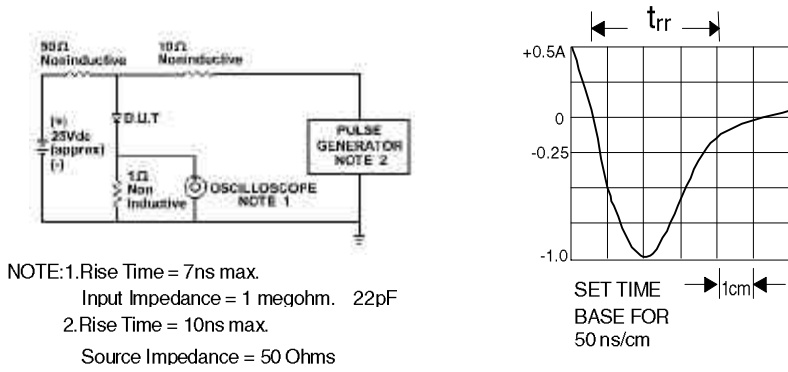 50Ω
Noninductive
10Ω
Noninductive
D.U.T
(+)
25Vdc
(approx)
(-)
1Ω
Non
Inductive
OSCILLOSCOPE
NOTE 1
PULSE
GENERATOR
NOTE 2
NOTE:1.Rise Time = 7ns max.
Input Impedance = 1 megohm. 22pF
2.Rise Time = 10ns max.
Source Impedance = 50 Ohms
trr
+0.5A
0
-0.25
-1.0
SET TIME
BASE FOR
50 ns/cm
1cm